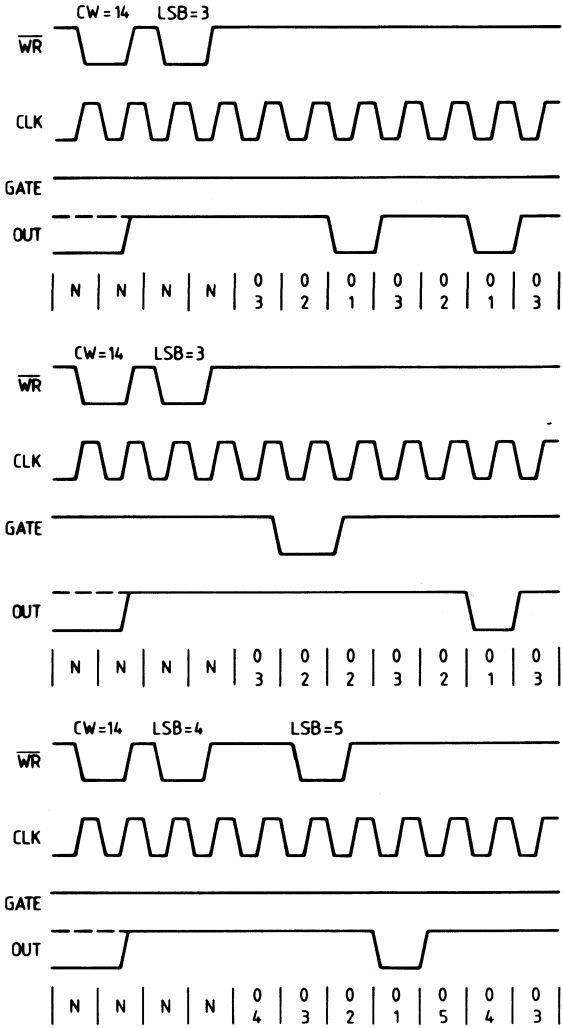 CW=14 LSB=3
WR
CLK
GATE
OUT
N N N N 0 0 0 0 0 0 0
3 2 1 3 2 1 3
CW=14 LSB=3
WR
CLK
GATE
OUT
N N N N 0 0 0 0 0 0 0
3 2 2 3 2 1 3
CW=14 LSB=4 LSB=5
WR
CLK
GATE
OUT
N N N N 0 0 0 0 0 0 0
4 3 2 1 5 4 3